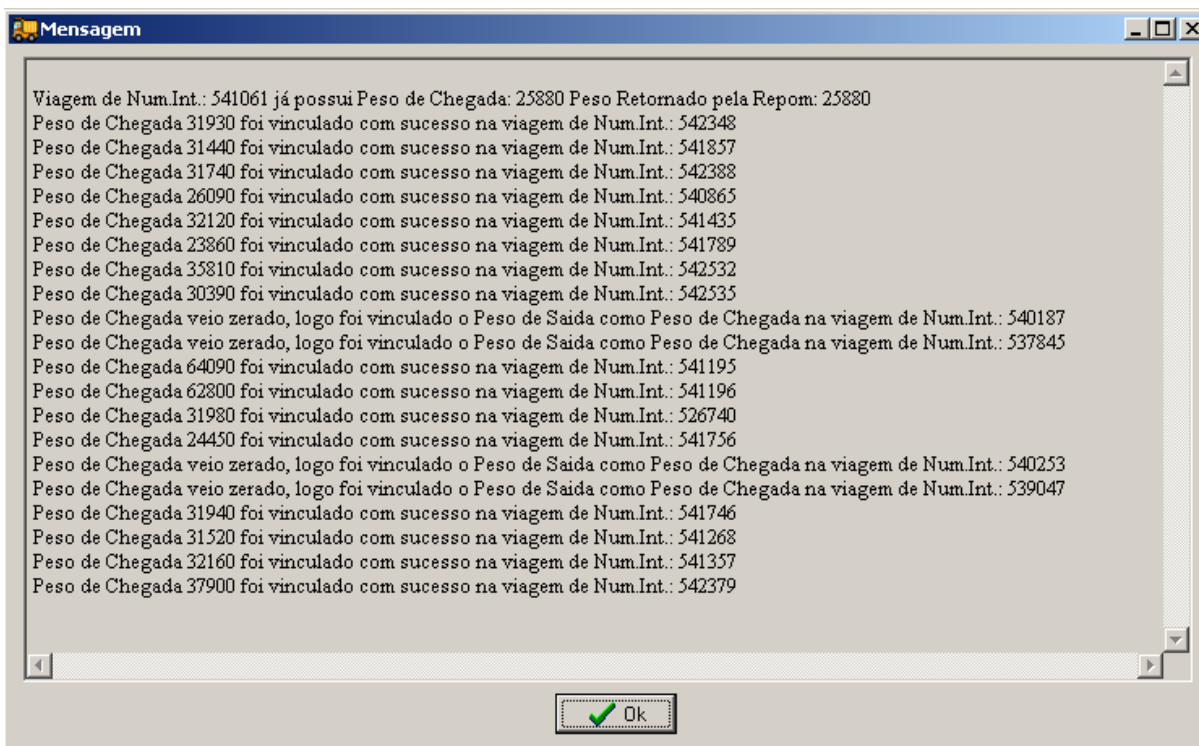 Mensagem
Viagem de Num.Int.: 541061 já possui Peso de Chegada: 25880 Peso Retornado pela Repom: 25880
Peso de Chegada 31930 foi vinculado com sucesso na viagem de Num.Int.: 542348
Peso de Chegada 31440 foi vinculado com sucesso na viagem de Num.Int.: 541857
Peso de Chegada 31740 foi vinculado com sucesso na viagem de Num.Int.: 542388
Peso de Chegada 26090 foi vinculado com sucesso na viagem de Num.Int.: 540865
Peso de Chegada 32120 foi vinculado com sucesso na viagem de Num.Int.: 541435
Peso de Chegada 23860 foi vinculado com sucesso na viagem de Num.Int.: 541789
Peso de Chegada 35810 foi vinculado com sucesso na viagem de Num.Int.: 542532
Peso de Chegada 30390 foi vinculado com sucesso na viagem de Num.Int.: 542535
Peso de Chegada veio zerado, logo foi vinculado o Peso de Saida como Peso de Chegada na viagem de Num.Int.: 540187
Peso de Chegada veio zerado, logo foi vinculado o Peso de Saida como Peso de Chegada na viagem de Num.Int.: 537845
Peso de Chegada 64090 foi vinculado com sucesso na viagem de Num.Int.: 541195
Peso de Chegada 62800 foi vinculado com sucesso na viagem de Num.Int.: 541196
Peso de Chegada 31980 foi vinculado com sucesso na viagem de Num.Int.: 526740
Peso de Chegada 24450 foi vinculado com sucesso na viagem de Num.Int.: 541756
Peso de Chegada veio zerado, logo foi vinculado o Peso de Saida como Peso de Chegada na viagem de Num.Int.: 540253
Peso de Chegada veio zerado, logo foi vinculado o Peso de Saida como Peso de Chegada na viagem de Num.Int.: 539047
Peso de Chegada 31940 foi vinculado com sucesso na viagem de Num.Int.: 541746
Peso de Chegada 31520 foi vinculado com sucesso na viagem de Num.Int.: 541268
Peso de Chegada 32160 foi vinculado com sucesso na viagem de Num.Int.: 541357
Peso de Chegada 37900 foi vinculado com sucesso na viagem de Num.Int.: 542379
Ok